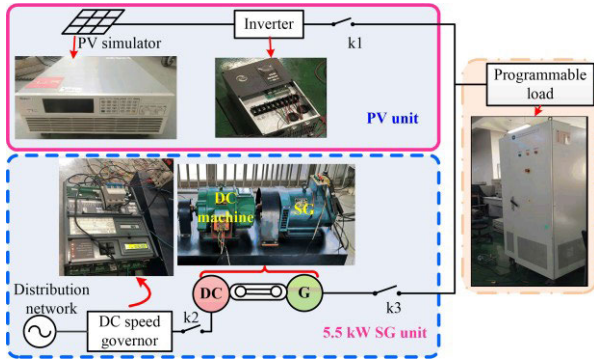 PV simulator
Inverter
k1
PV unit
Programmable
load
DC
machine
SG
Distribution
network
DC speed
governor
k2
DC
G
k3
5.5 kW SG unit